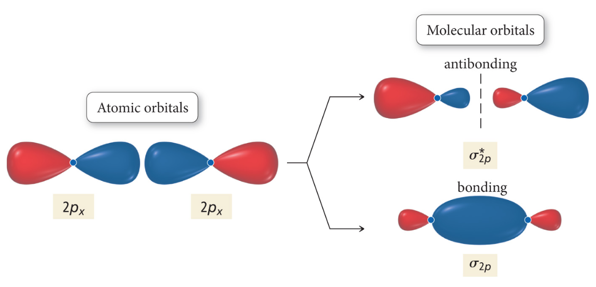 Molecular orbitals
antibonding
Atomic orbitals
σ*2p
bonding
2px 2px
σ2p